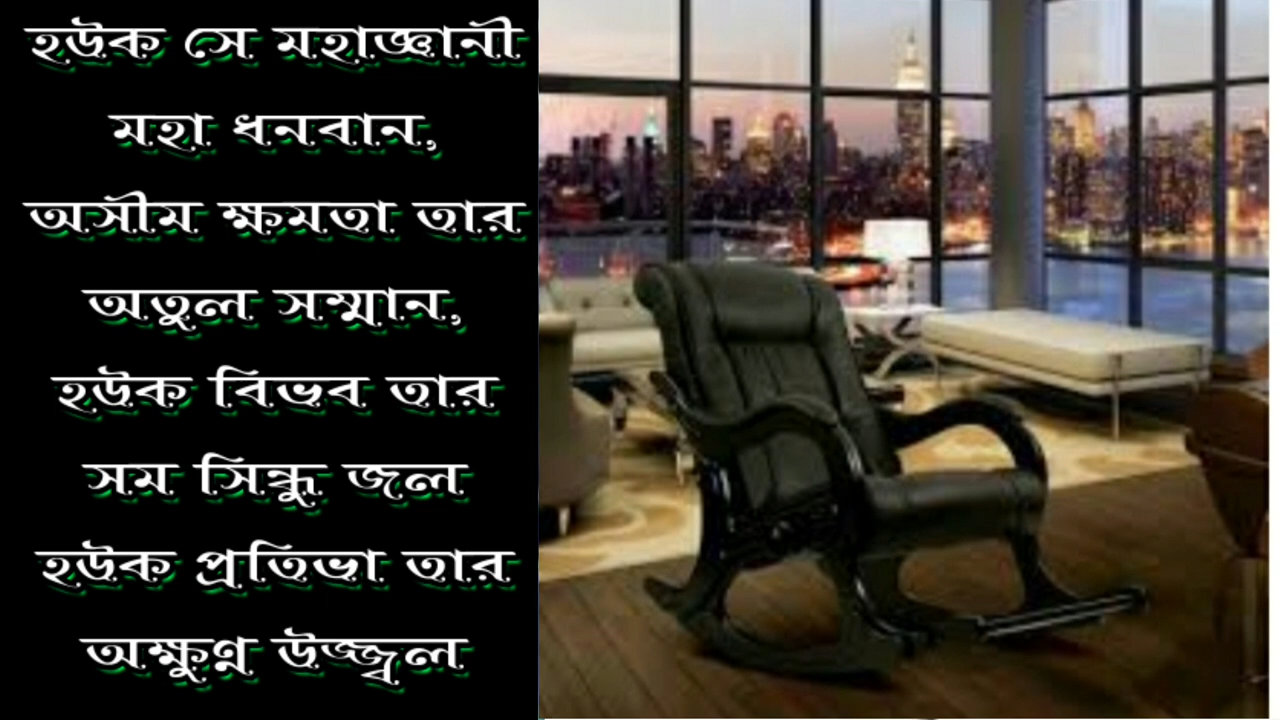 হউক সে মহাজ্ঞানী
মহা ধনবান,
অসীম ক্ষমতা তার
অতুল সম্মান,
হউক বিভব তার
সম সিন্ধু জল
হউক প্রতিভা তার
অক্ষুণ্ণ উজ্জ্বল